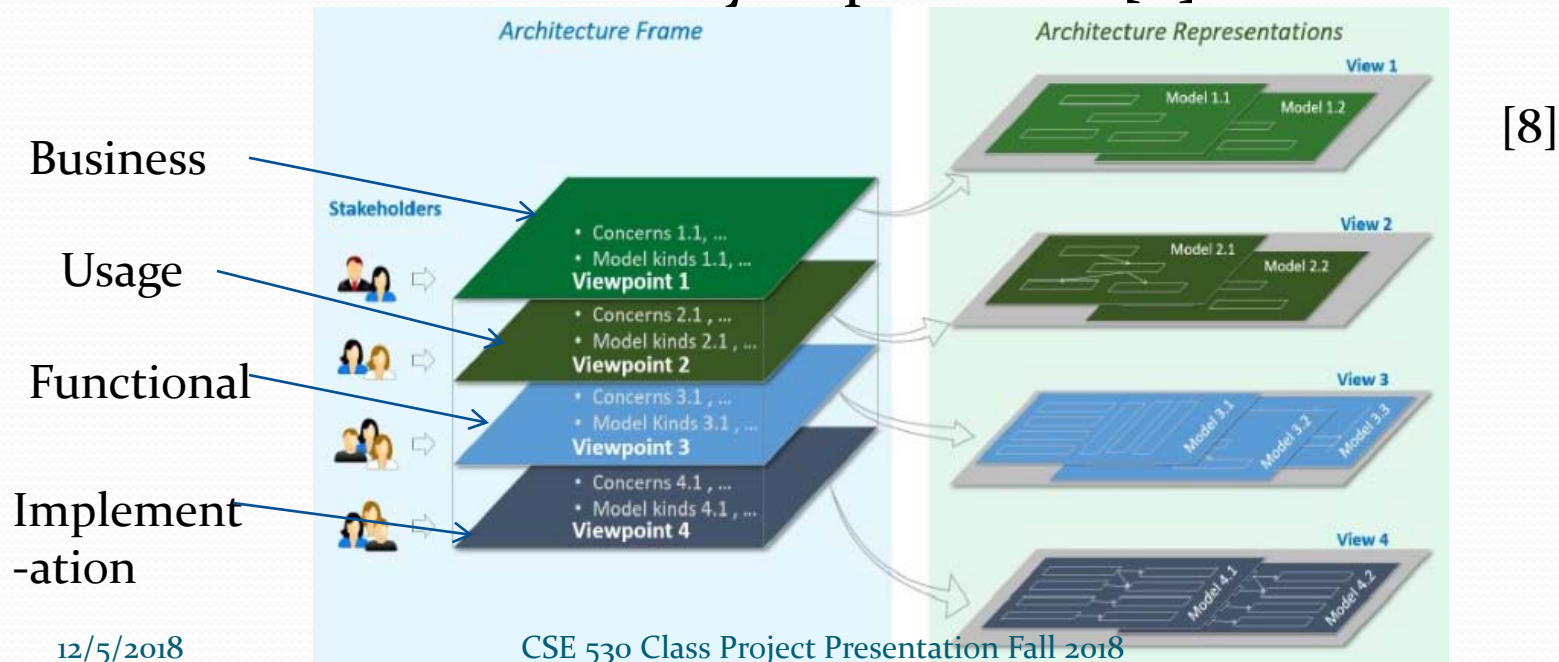 Architecture Frame
Architecture Representations
[8]
Business
Usage
Functional
Implement
-ation
Stakeholders
• Concerns 1.1, ...
• Model kinds 1.1, ...
Viewpoint 1
• Concerns 2.1 , ...
• Model kinds 2.1 , ...
Viewpoint 2
• Concerns 3.1 , ...
• Model Kinds 3.1 , ...
Viewpoint 3
• Concerns 4.1 , ...
• Model kinds 4.1 , ...
Viewpoint 4
View 1
Model 1.1
Model 1.2
View 2
Model 2.1
Model 2.2
View 3
Model 3.1
Model 3.2
Model 3.3
View 4
Model 4.1
Model 4.2
12/5/2018
CSE 530 Class Project Presentation Fall 2018